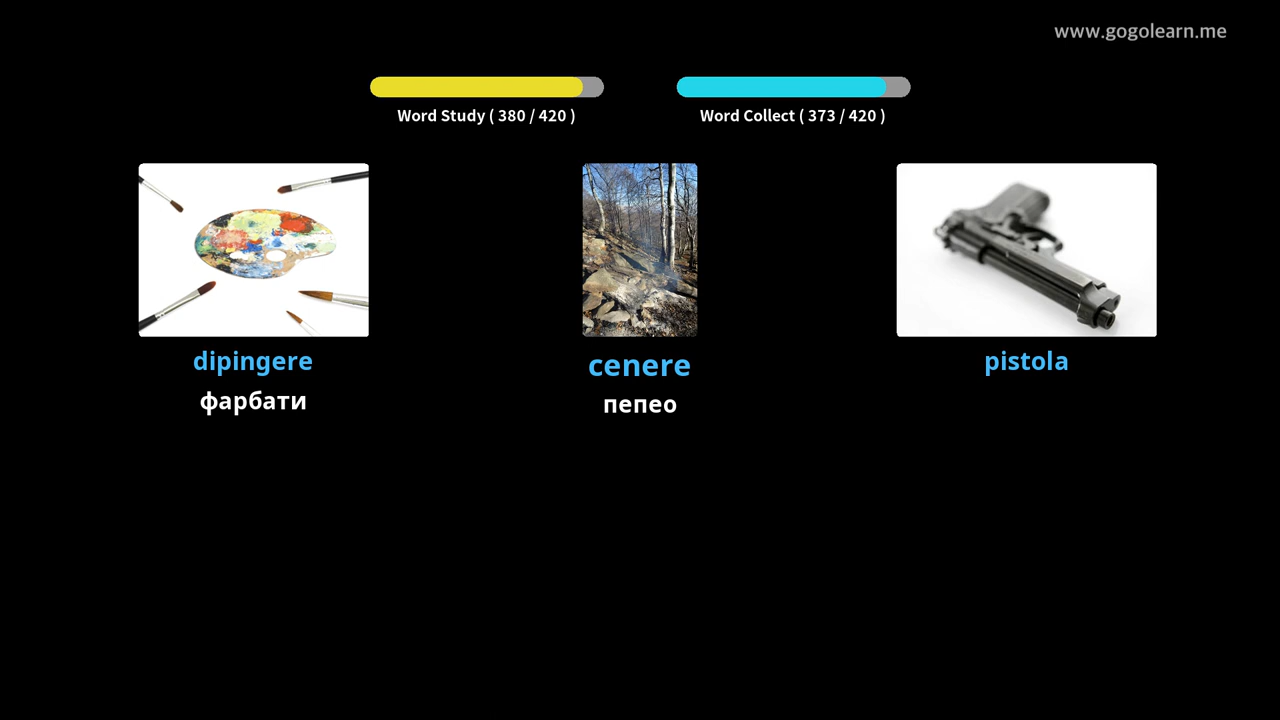 www.gogolearn.me
Word Study ( 380 / 420 )
Word Collect ( 373 / 420 )
dipingere
cenere
pistola
фарбати
пепео